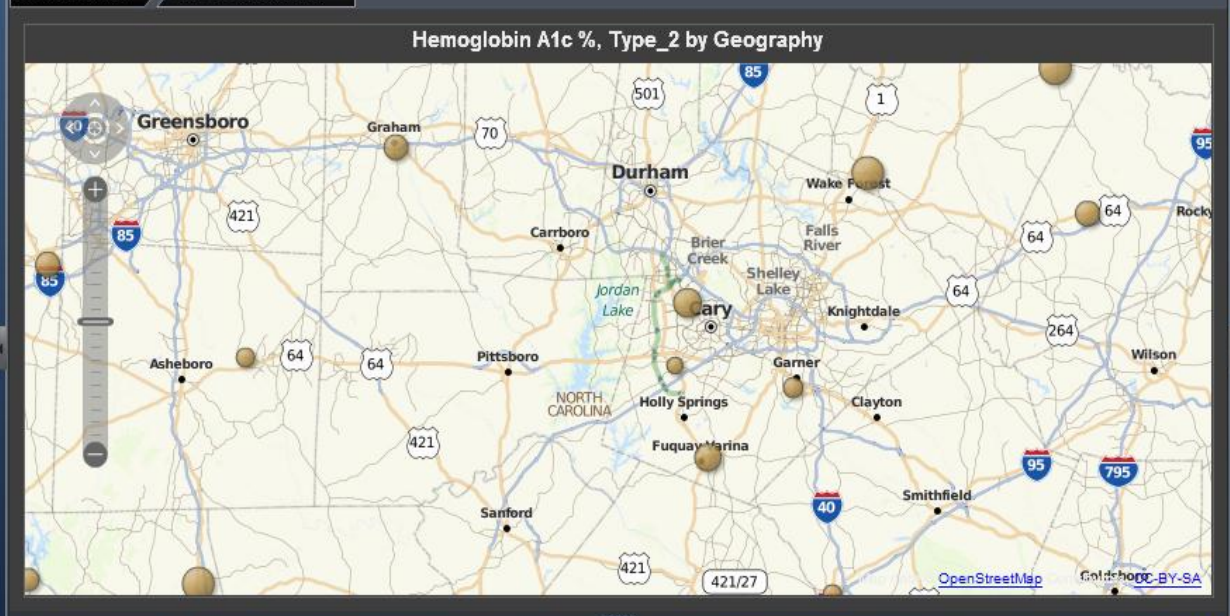 Hemoglobin A1c %, Type_2 by Geography
85
501
1
40
Greensboro
Graham
70
95
Durham
Wake Forest
421
64
64
Rocky
85
Carrboro
Brier
Creek
Falls
River
85
Shelley
Lake
Jordan
Lake
64
Cary
Knightdale
264
Asheboro
64
64
Pittsboro
Garner
Wilson
NORTH
CAROLINA
Holly Springs
Clayton
421
Fuquay Varina
95
795
Smithfield
40
Sanford
421
421/27
OpenStreetMap
Goldsboro
CC-BY-SA